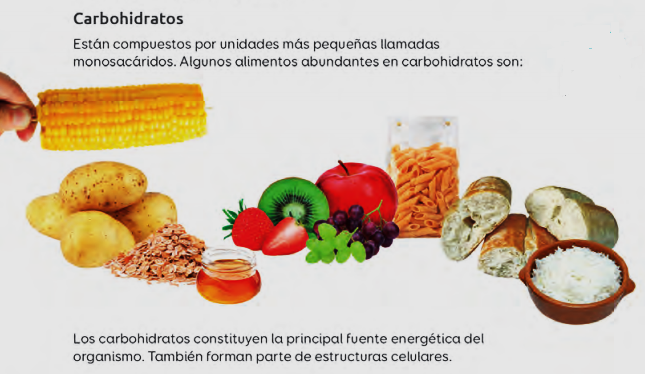 Carbohidratos
Están compuestos por unidades más pequeñas llamadas
monosacáridos. Algunos alimentos abundantes en carbohidratos son:
Los carbohidratos constituyen la principal fuente energética del
organismo. También forman parte de estructuras celulares.